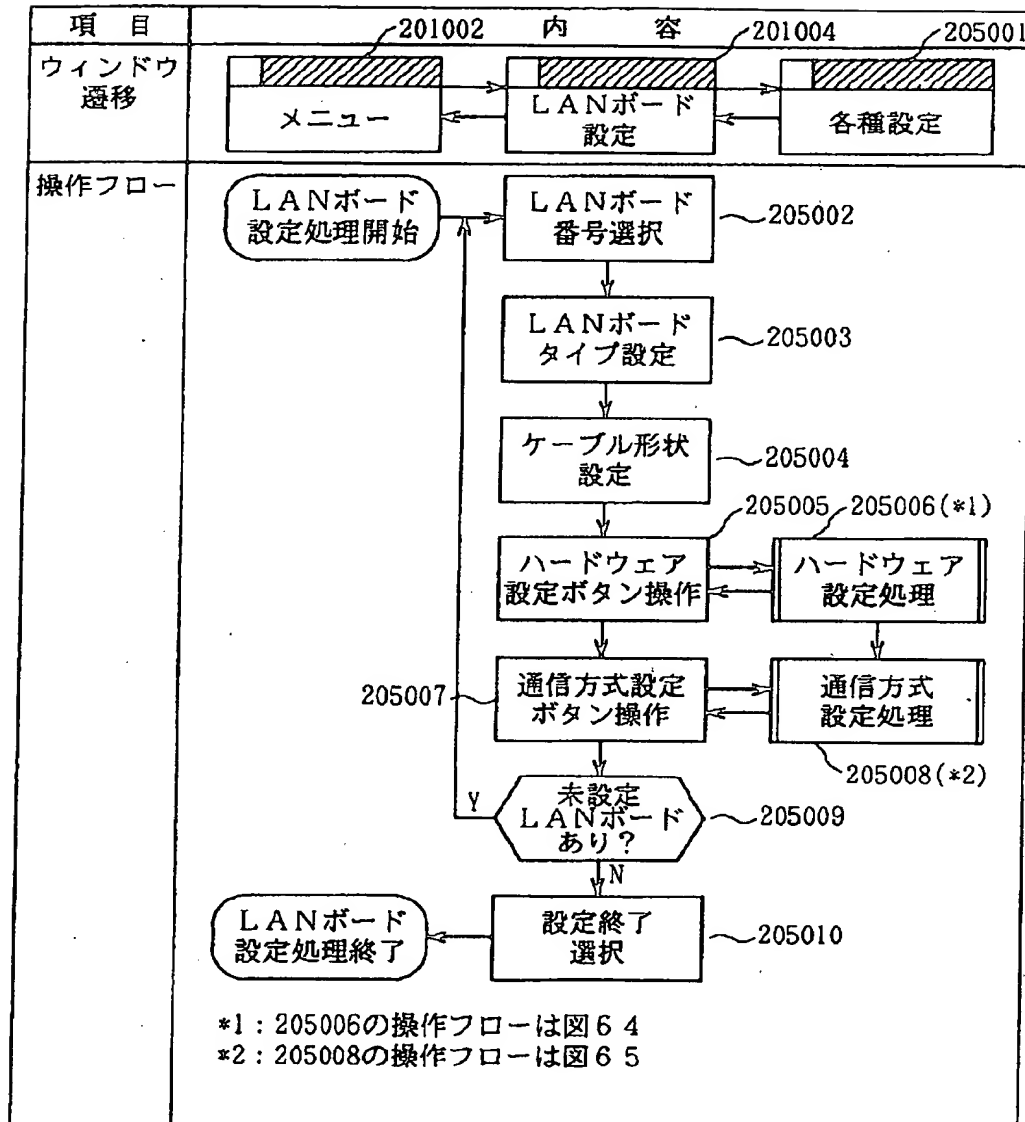 項 目
内 容
201002
201004
205001
ウィンドウ
遷移
メニュー
LANボード
設定
各種設定
操作フロー
LANボード
設定処理開始
LANボード
番号選択
205002
LANボード
タイプ設定
205003
ケーブル形状
設定
205004
205005
205006(*1)
ハードウェア
設定ボタン操作
ハードウェア
設定処理
205007
通信方式設定
ボタン操作
通信方式
設定処理
205008(*2)
Y
未設定
LANボード
あり?
205009
N
LANボード
設定処理終了
設定終了
選択
205010
*1:205006の操作フローは図64
*2:205008の操作フローは図65